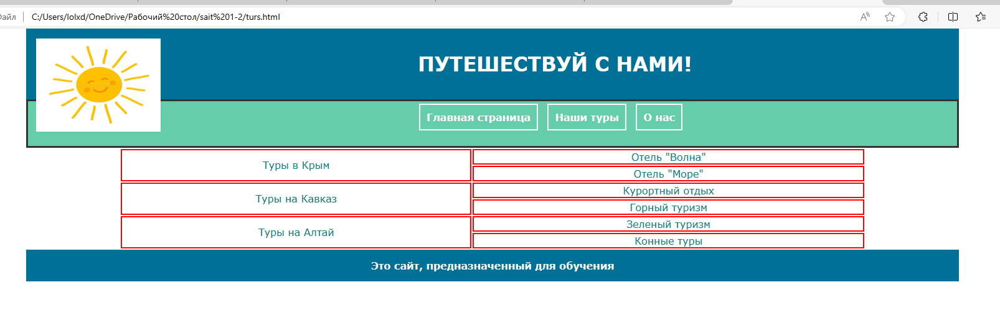 C:/Users/lolxd/OneDrive/Рабочий%20стол/sait%201-2/turs.html
ПУТЕШЕСТВУЙ С НАМИ!
Главная страница Наши туры О нас
Туры в Крым
Отель "Волна"
Отель "Море"
Туры на Кавказ
Курортный отдых
Горный туризм
Туры на Алтай
Зеленый туризм
Конные туры
Это сайт, предназначенный для обучения